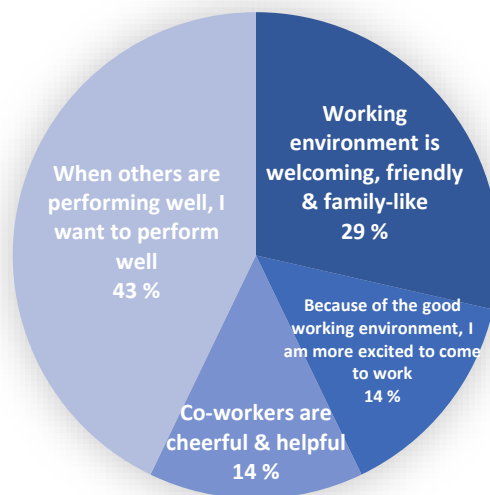 Working
environment is
welcoming, friendly
& family-like
29 %
Because of the good
working environment, I
am more excited to come
to work
14 %
Co-workers are
cheerful & helpful
14 %
When others are
performing well, I
want to perform
well
43 %